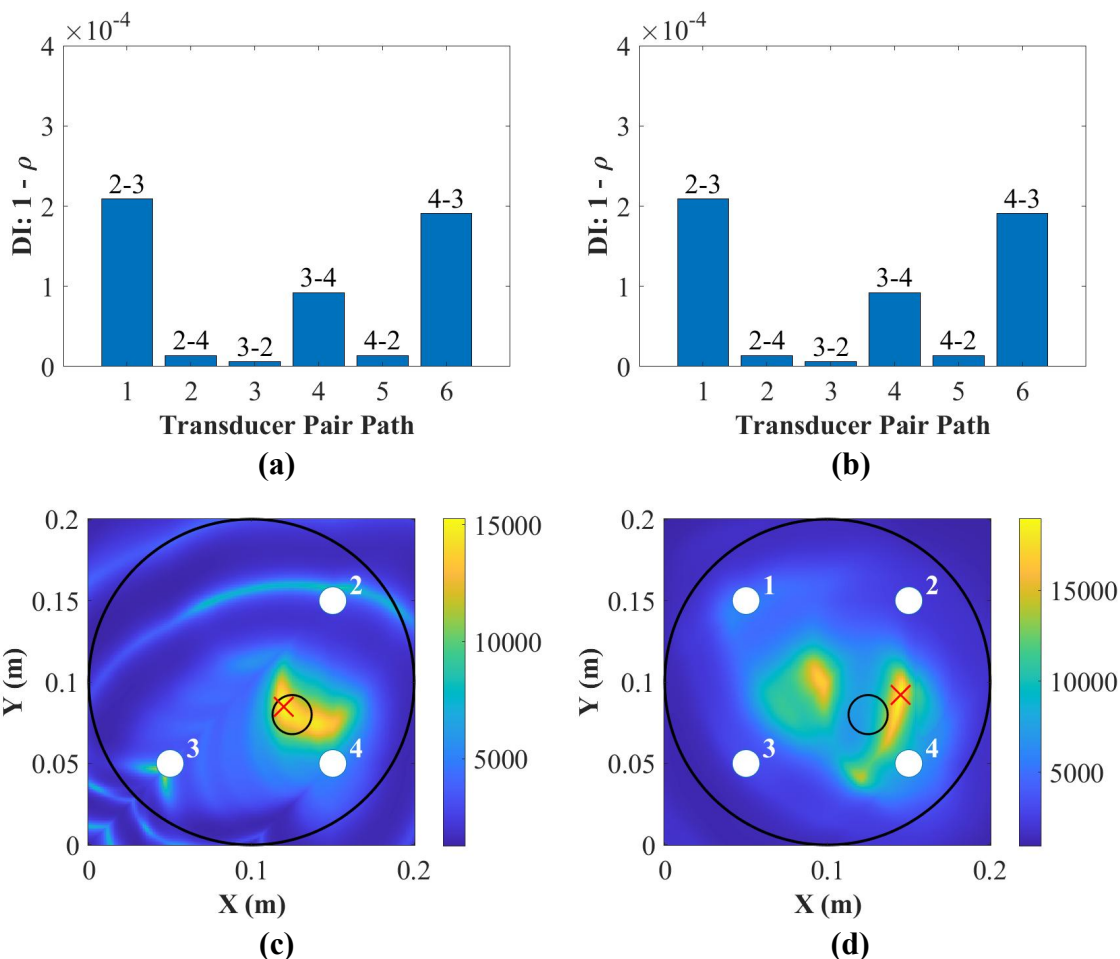 ×10-4
4
3
2
1
0
DI: 1 - ρ
2-3
2-4
3-2
3-4
4-2
4-3
1 2 3 4 5 6
Transducer Pair Path
(a)
×10-4
4
3
2
1
0
DI: 1 - ρ
2-3
2-4
3-2
3-4
4-2
4-3
1 2 3 4 5 6
Transducer Pair Path
(b)
0.2
0.15
0.1
0.05
0
Y (m)
2
3
4
0 0.1 0.2
X (m)
15000
10000
5000
(c)
0.2
0.15
0.1
0.05
0
Y (m)
1
2
3
4
0 0.1 0.2
X (m)
15000
10000
5000
(d)